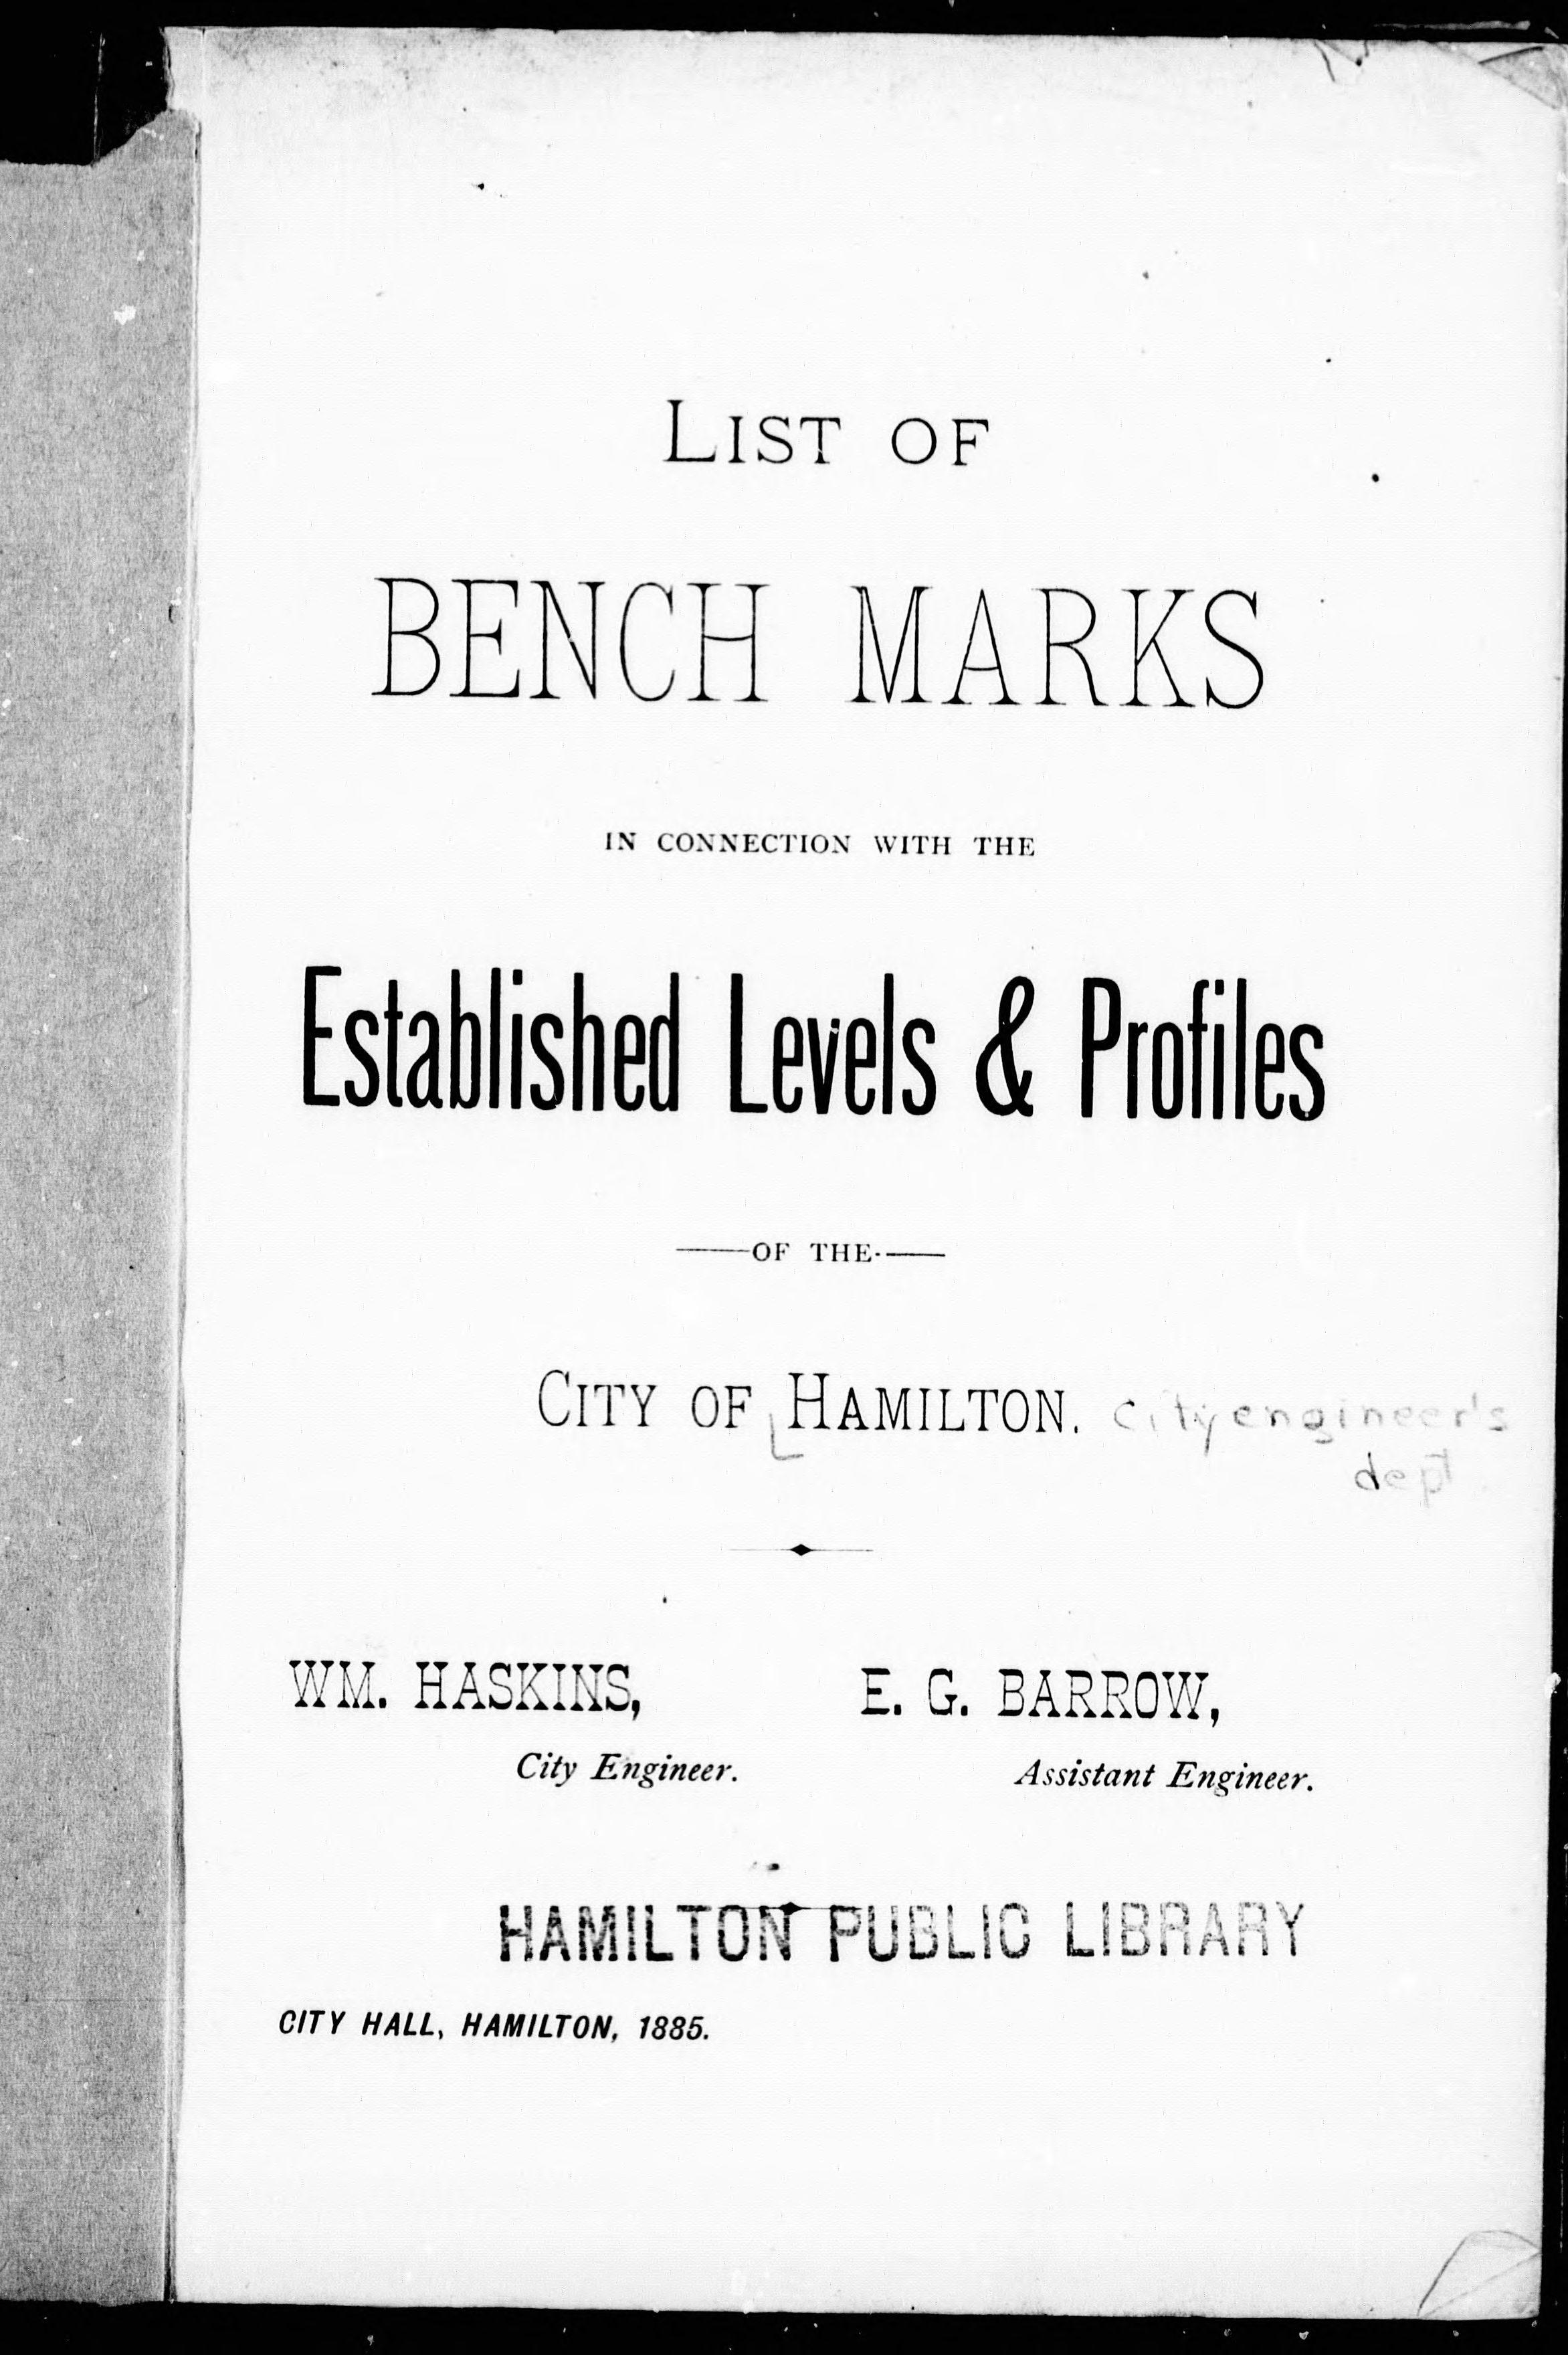 LIST OF
BENCH MARKS
IN CONNECTION WITH THE
Established Levels & Profiles
OF THE
CITY OF HAMILTON. city engineer's
dept
WM. HASKINS, E. G. BARROW,
City Engineer. Assistant Engineer.
HAMILTON PUBLIC LIBRARY
CITY HALL, HAMILTON, 1885.